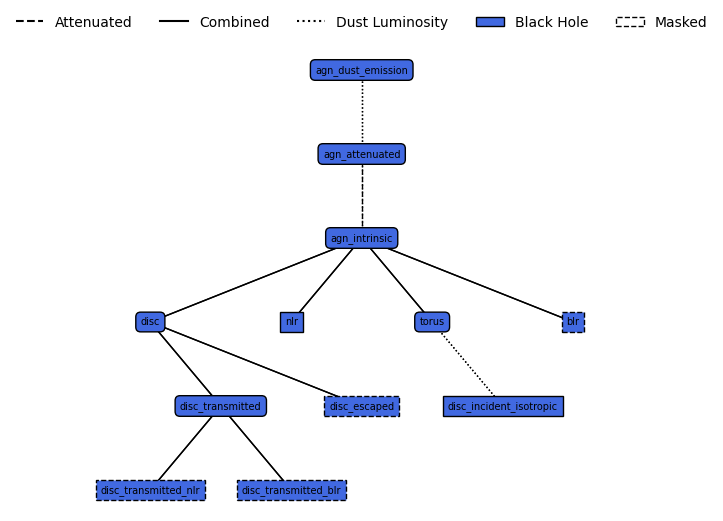 Attenuated Combined Dust Luminosity Black Hole Masked
agn_dust_emission
agn_attenuated
agn_intrinsic
disc nlr torus blr
disc_transmitted disc_escaped disc_incident_isotropic
disc_transmitted_nlr disc_transmitted_blr